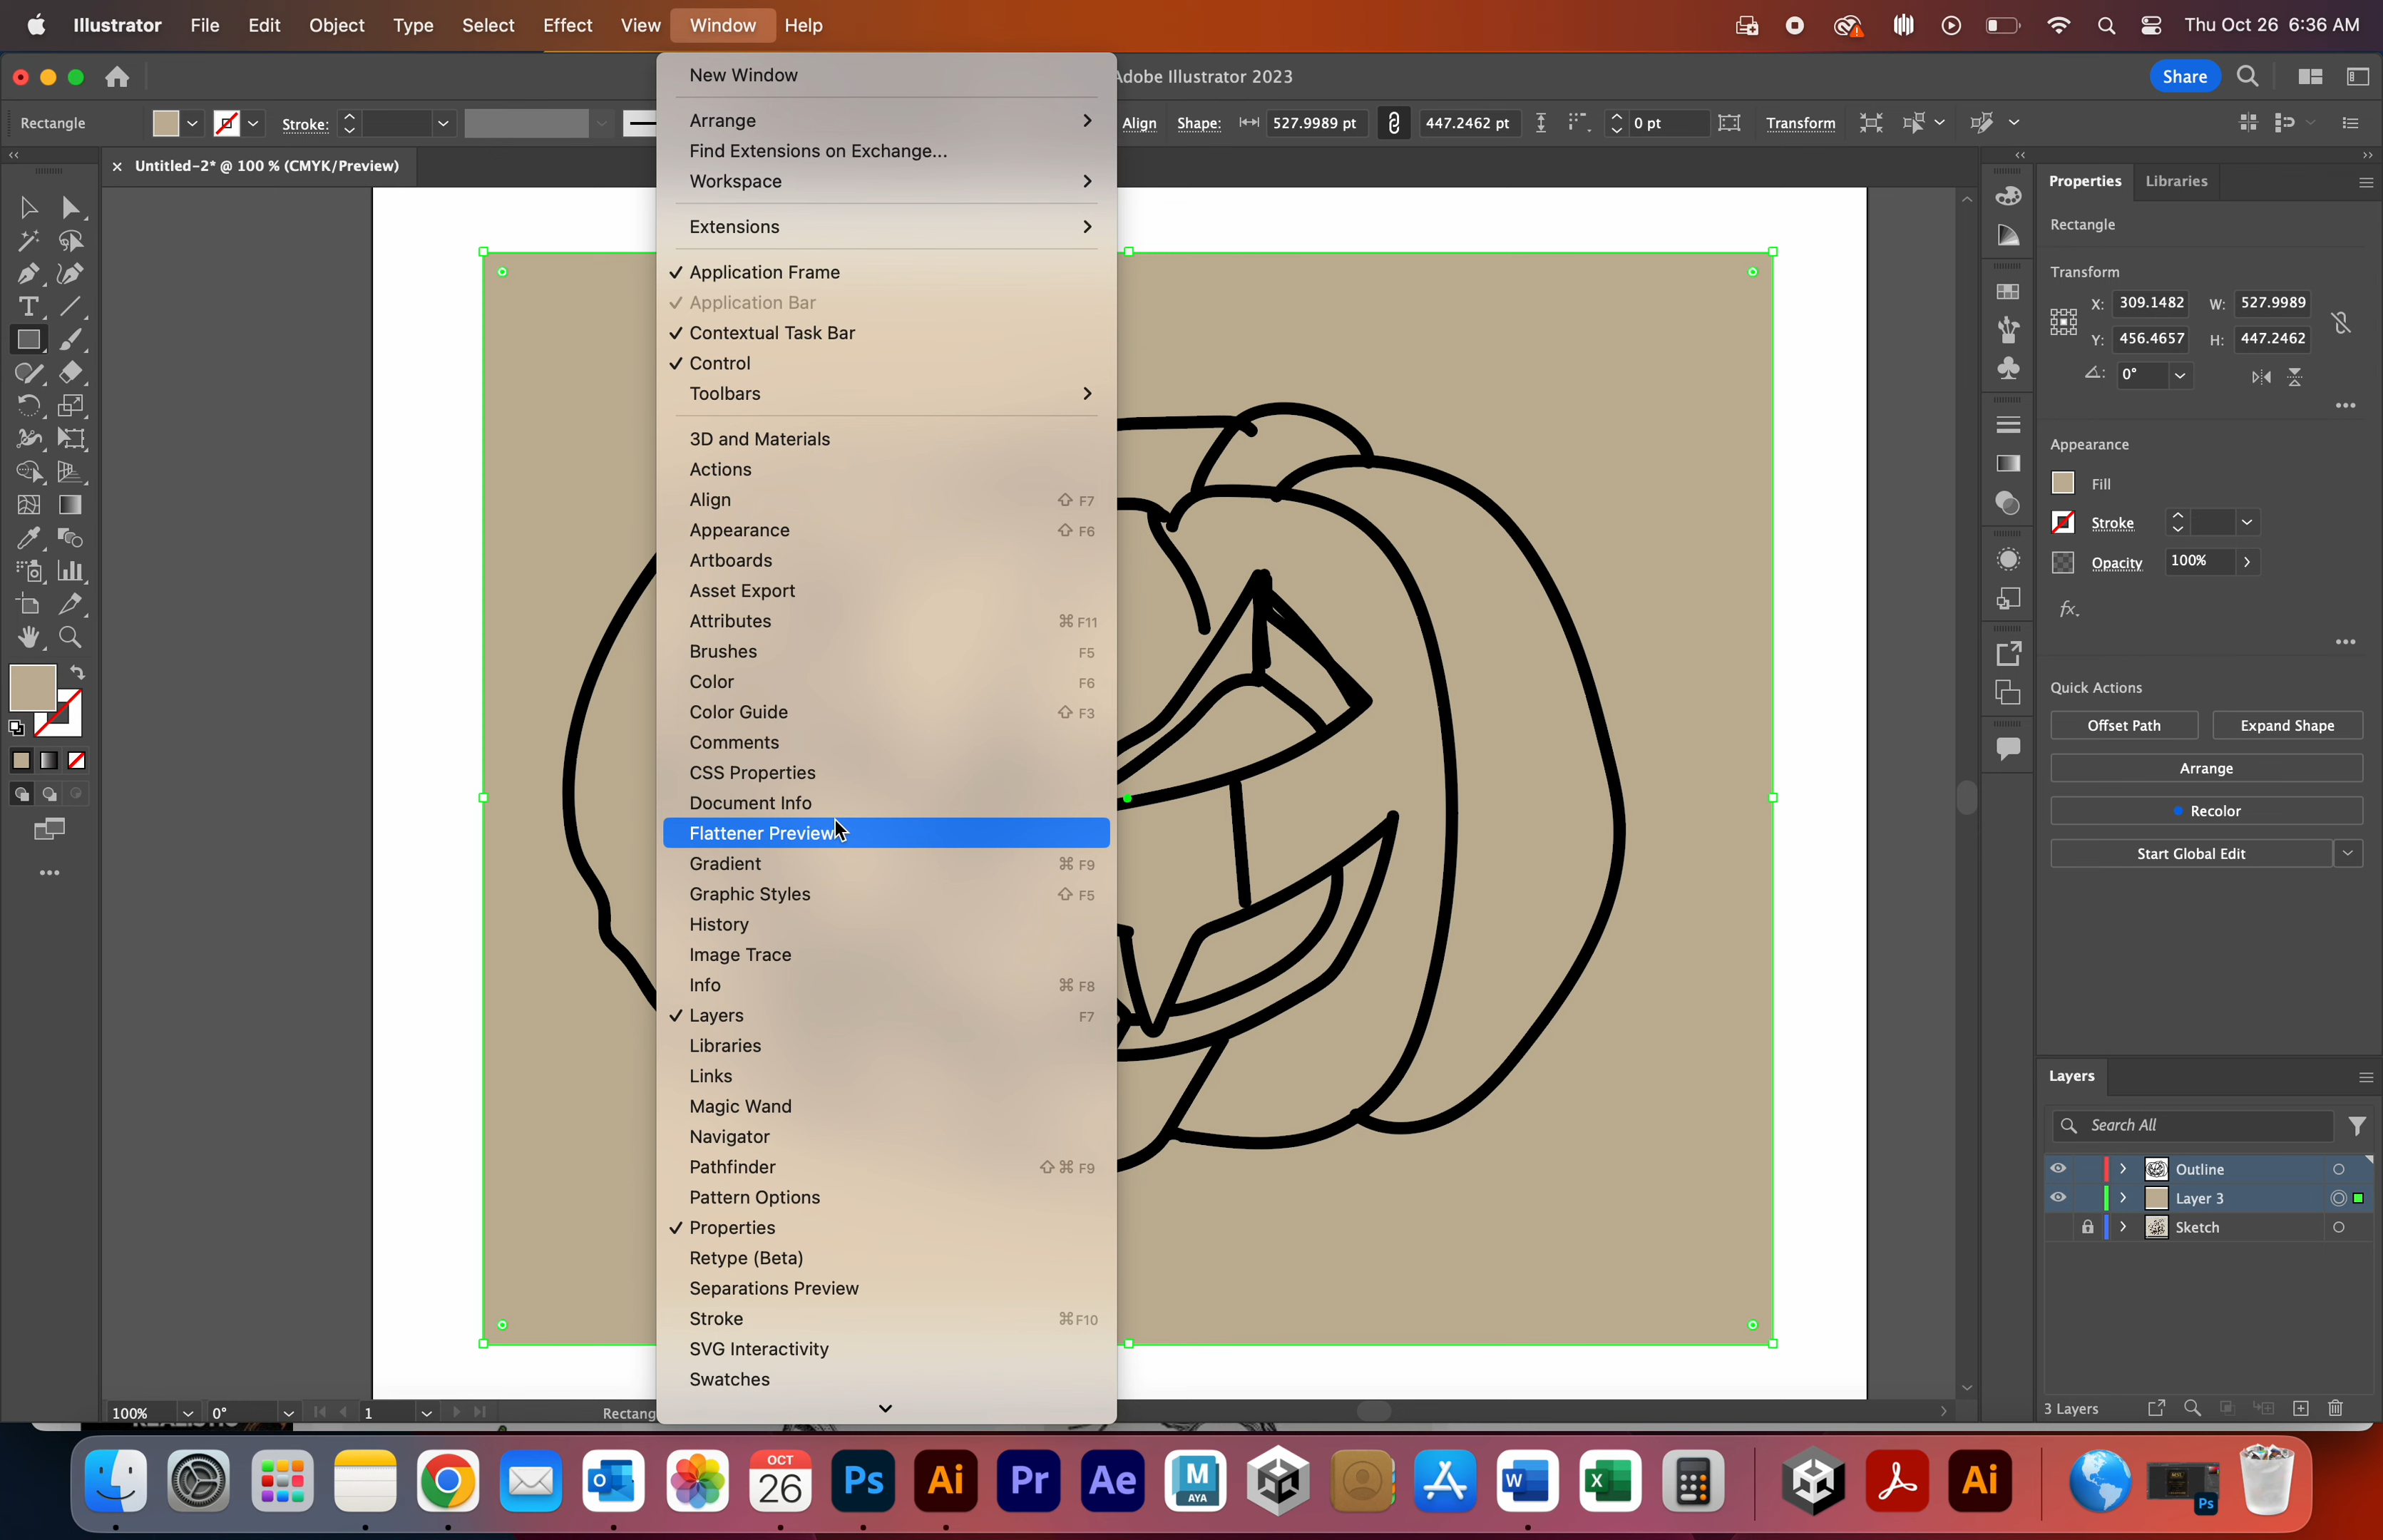 Illustrator File Edit Object Type Select Effect View Window Help Thu Oct 26 6:36 AM
Adobe Illustrator 2023 Share
Rectangle Stroke: Align Shape: 527.9989 pt 447.2462 pt 0 pt Transform
× Untitled-2* @ 100 % (CMYK/Preview)
New Window
Arrange
Find Extensions on Exchange...
Workspace
Extensions
✓ Application Frame
✓ Application Bar
✓ Contextual Task Bar
✓ Control
Toolbars
3D and Materials
Actions
Align ⇧ F7
Appearance ⇧ F6
Artboards
Asset Export
Attributes ⌘ F11
Brushes F5
Color F6
Color Guide ⇧ F3
Comments
CSS Properties
Document Info
Flattener Preview
Gradient ⌘ F9
Graphic Styles ⇧ F5
History
Image Trace
Info ⌘ F8
✓ Layers F7
Libraries
Links
Magic Wand
Navigator
Pathfinder ⇧ ⌘ F9
Pattern Options
✓ Properties
Retype (Beta)
Separations Preview
Stroke ⌘ F10
SVG Interactivity
Swatches
Properties Libraries
Rectangle
Transform
X: 309.1482 W: 527.9989
Y: 456.4657 H: 447.2462
0°
Appearance
Fill
Stroke
Opacity 100%
fx.
Quick Actions
Offset Path Expand Shape
Arrange
Recolor
Start Global Edit
Layers
Search All
Outline
Layer 3
Sketch
3 Layers
100% 0° 1 Rectang
OCT
26
Ps Ai Pr Ae M
AYA
W X Ai Ps